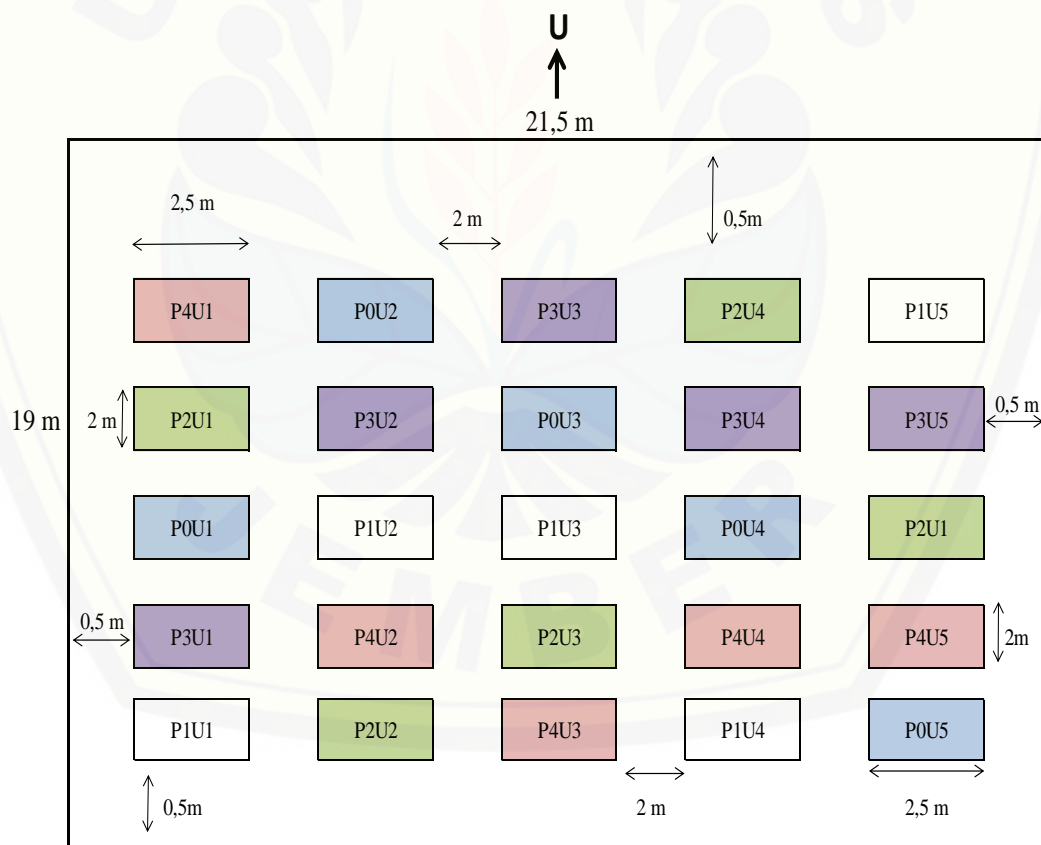 U
21,5 m
2,5 m
2 m
0,5m
P4U1 P0U2 P3U3 P2U4 P1U5
19 m
2 m
P2U1 P3U2 P0U3 P3U4 P3U5
0,5 m
P0U1 P1U2 P1U3 P0U4 P2U1
0,5 m
P3U1 P4U2 P2U3 P4U4 P4U5
2m
P1U1 P2U2 P4U3 P1U4 P0U5
0,5m
2 m
2,5 m
JEMBER